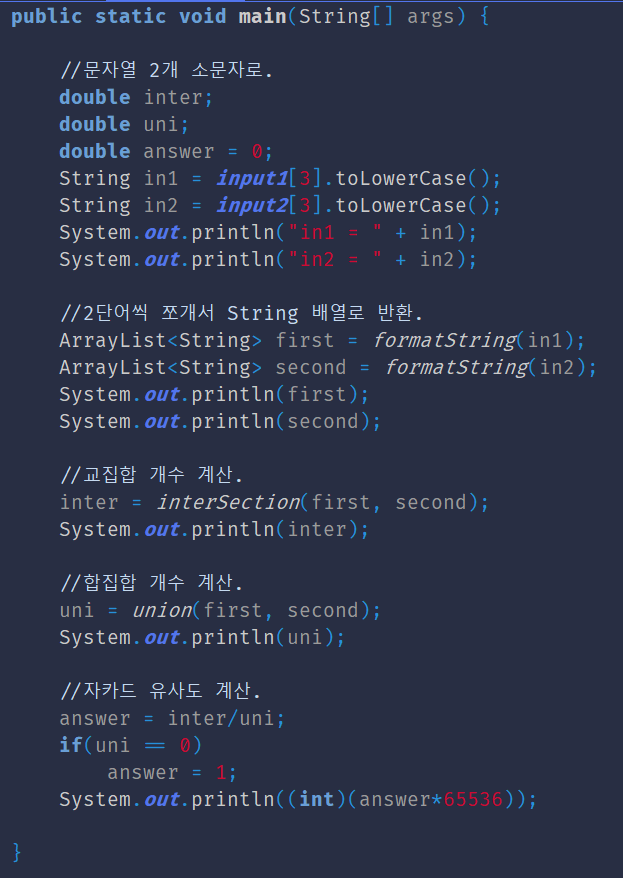 public static void main(String[] args) {
//문자열 2개 소문자로.
double inter;
double uni;
double answer = 0;
String in1 = input1[3].toLowerCase();
String in2 = input2[3].toLowerCase();
System.out.println("in1 = " + in1);
System.out.println("in2 = " + in2);
//2단어씩 쪼개서 String 배열로 반환.
ArrayList<String> first = formatString(in1);
ArrayList<String> second = formatString(in2);
System.out.println(first);
System.out.println(second);
//교집합 개수 계산.
inter = interSection(first, second);
System.out.println(inter);
//합집합 개수 계산.
uni = union(first, second);
System.out.println(uni);
//자카드 유사도 계산.
answer = inter/uni;
if(uni == 0)
answer = 1;
System.out.println((int)(answer*65536));
}